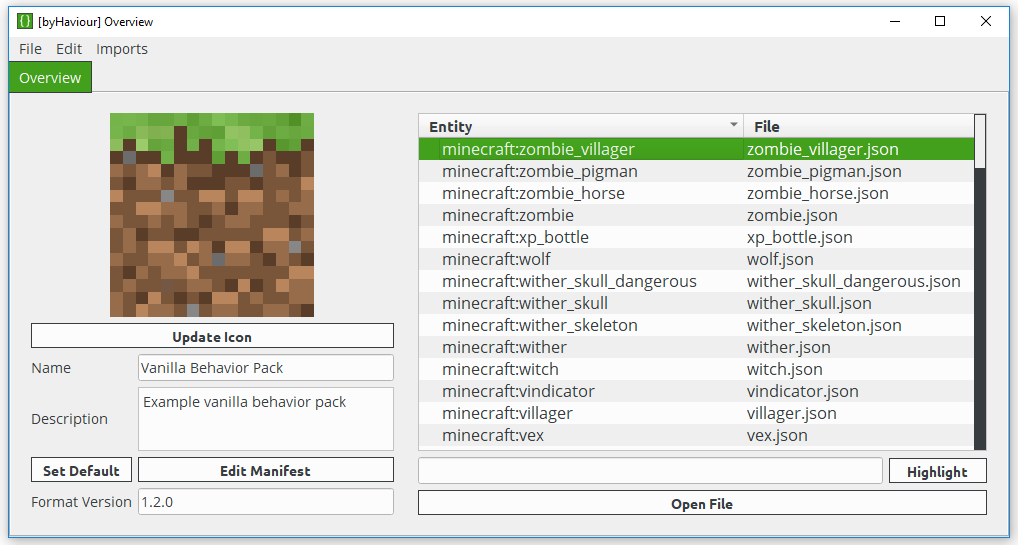 {} [byHaviour] Overview
File Edit Imports
Overview
Update Icon
Name Vanilla Behavior Pack
Description Example vanilla behavior pack
Set Default Edit Manifest
Format Version 1.2.0
Entity File
minecraft:zombie_villager zombie_villager.json
minecraft:zombie_pigman zombie_pigman.json
minecraft:zombie_horse zombie_horse.json
minecraft:zombie zombie.json
minecraft:xp_bottle xp_bottle.json
minecraft:wolf wolf.json
minecraft:wither_skull_dangerous wither_skull_dangerous.json
minecraft:wither_skull wither_skull.json
minecraft:wither_skeleton wither_skeleton.json
minecraft:wither wither.json
minecraft:witch witch.json
minecraft:vindicator vindicator.json
minecraft:villager villager.json
minecraft:vex vex.json
Highlight
Open File